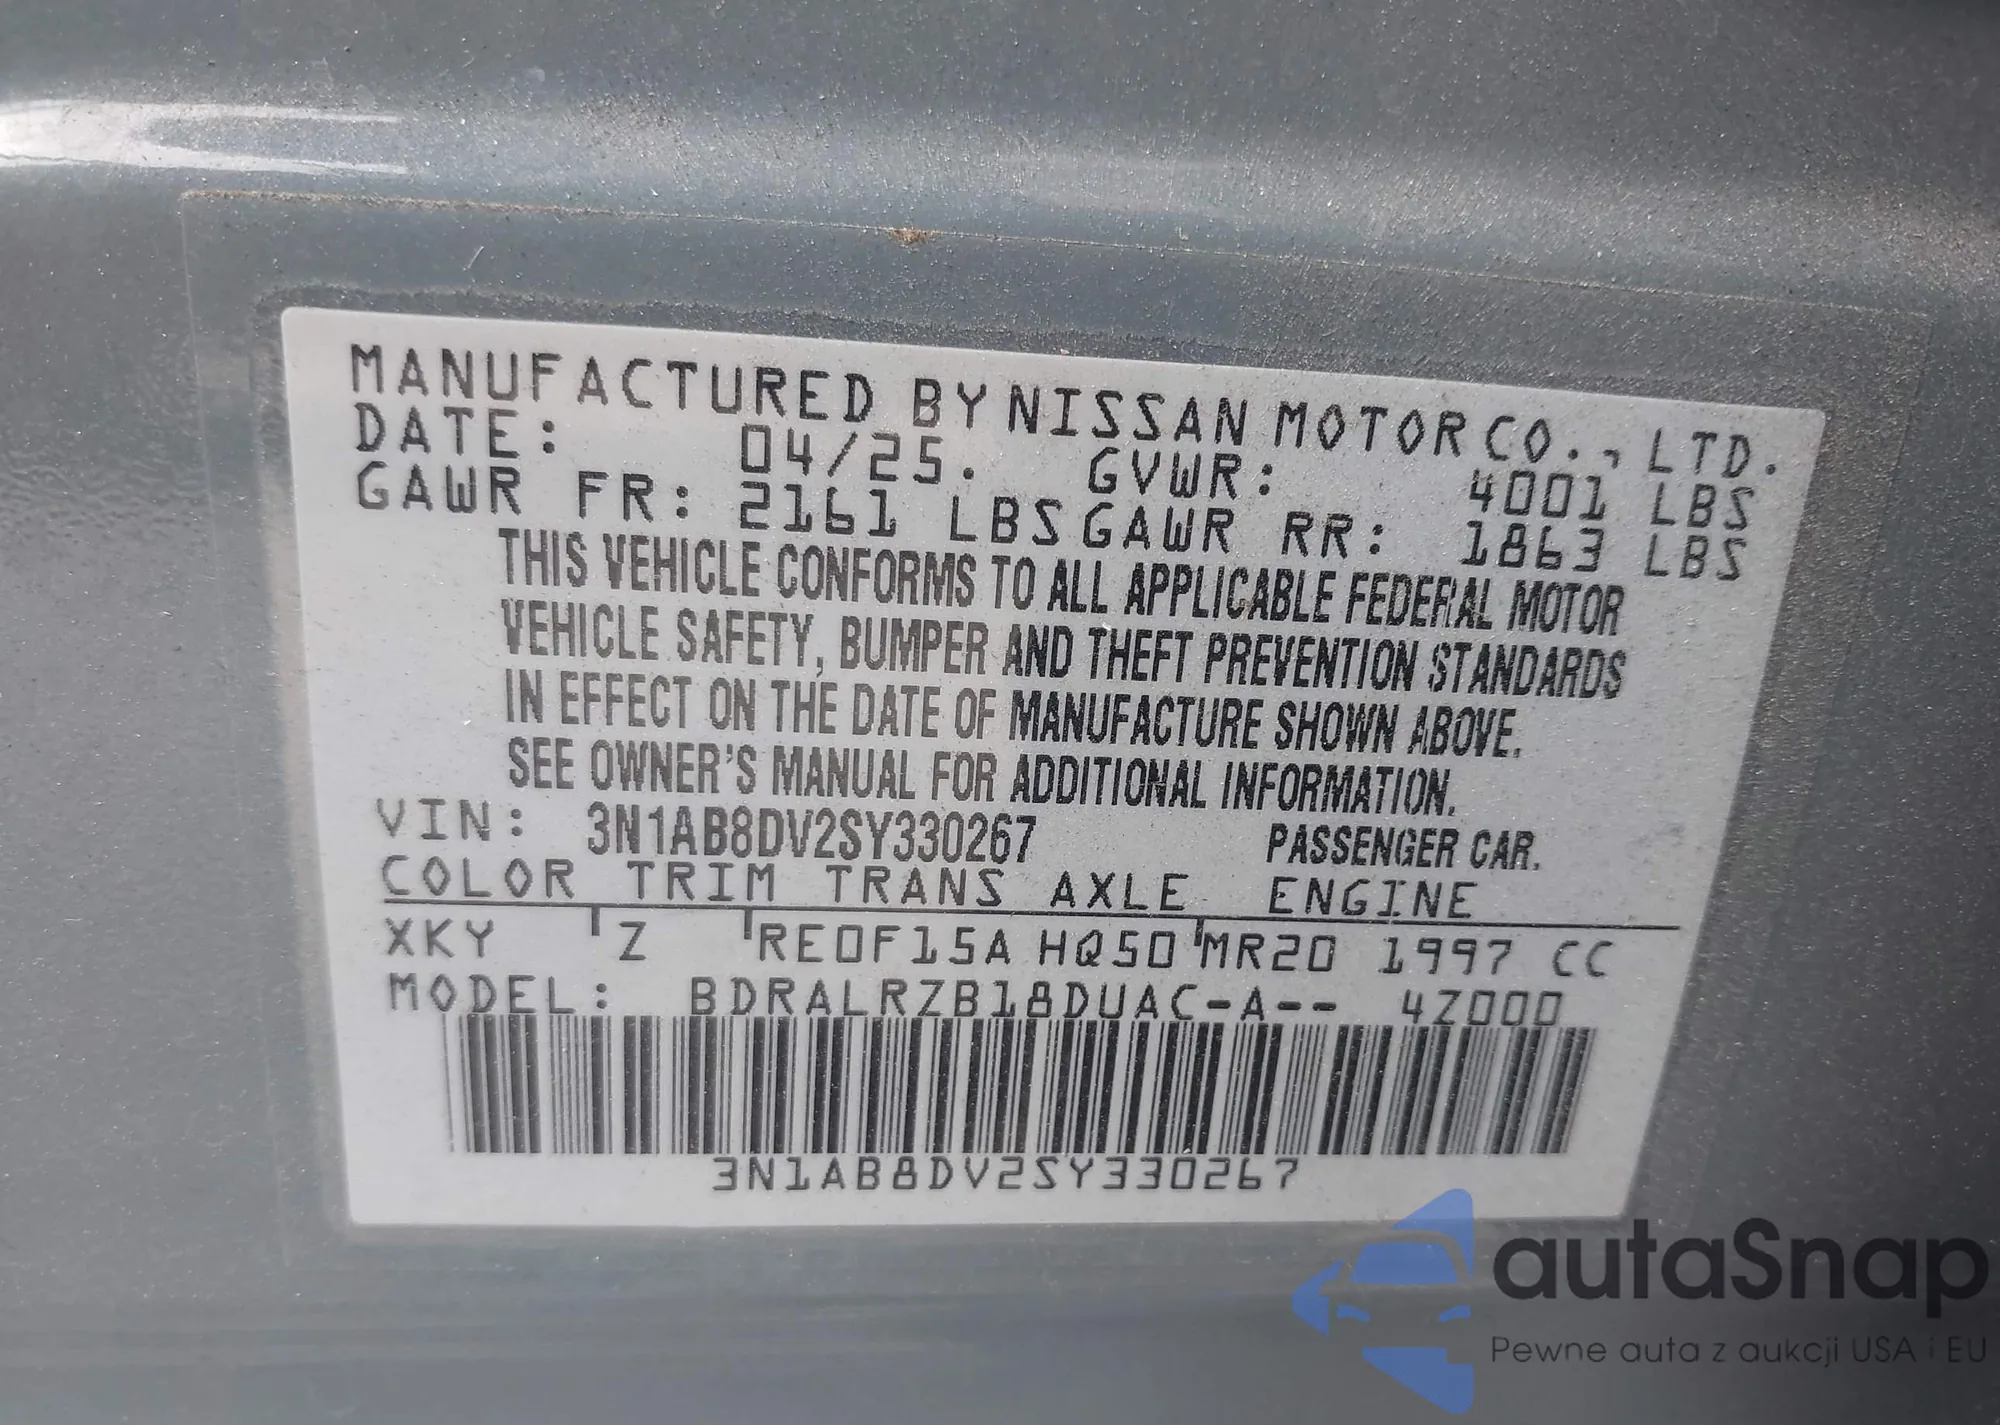 MANUFACTURED BY NISSAN MOTOR CO., LTD.
DATE: 04/25. GVWR: 4001 LBS
GAWR FR: 2161 LBS GAWR RR: 1863 LBS
THIS VEHICLE CONFORMS TO ALL APPLICABLE FEDERAL MOTOR
VEHICLE SAFETY, BUMPER AND THEFT PREVENTION STANDARDS
IN EFFECT ON THE DATE OF MANUFACTURE SHOWN ABOVE.
SEE OWNER'S MANUAL FOR ADDITIONAL INFORMATION.
VIN: 3N1AB8DV2SY330267 PASSENGER CAR.
COLOR TRIM TRANS AXLE ENGINE
XKY Z RE0F15A HQ50 MR20 1997 CC
MODEL: BDRALRZB18DUAC-A-- 4Z000
3N1AB8DV2SY330267
autaSnap
Pewne auta z aukcji USA i EU